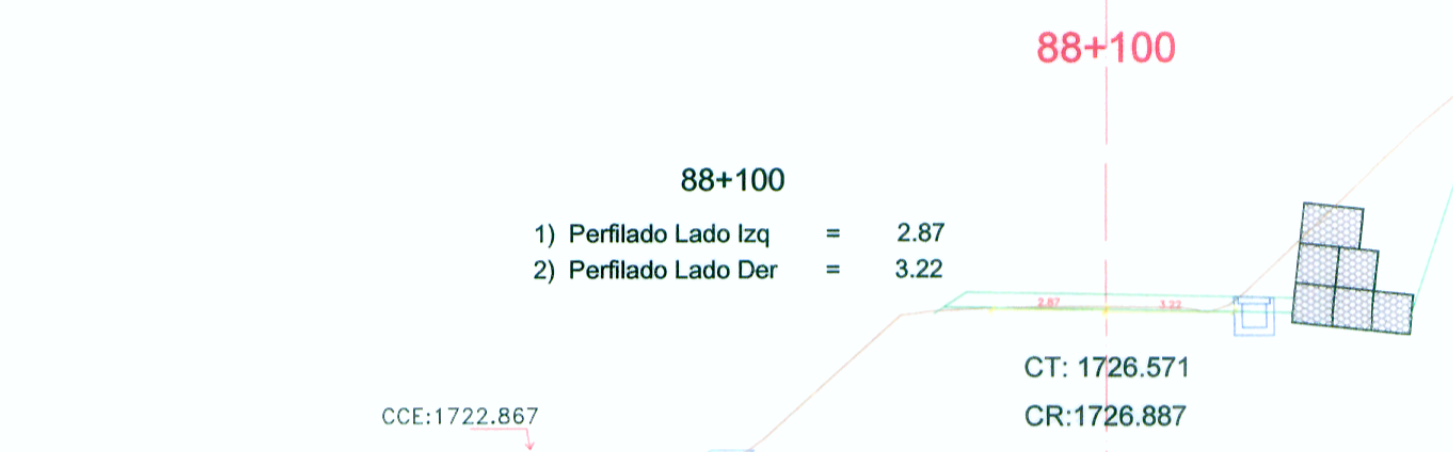 88+100
88+100
1) Perfilado Lado Izq = 2.87
2) Perfilado Lado Der = 3.22
2.87 3.22
CT: 1726.571
CCE:1722.867
CR:1726.887